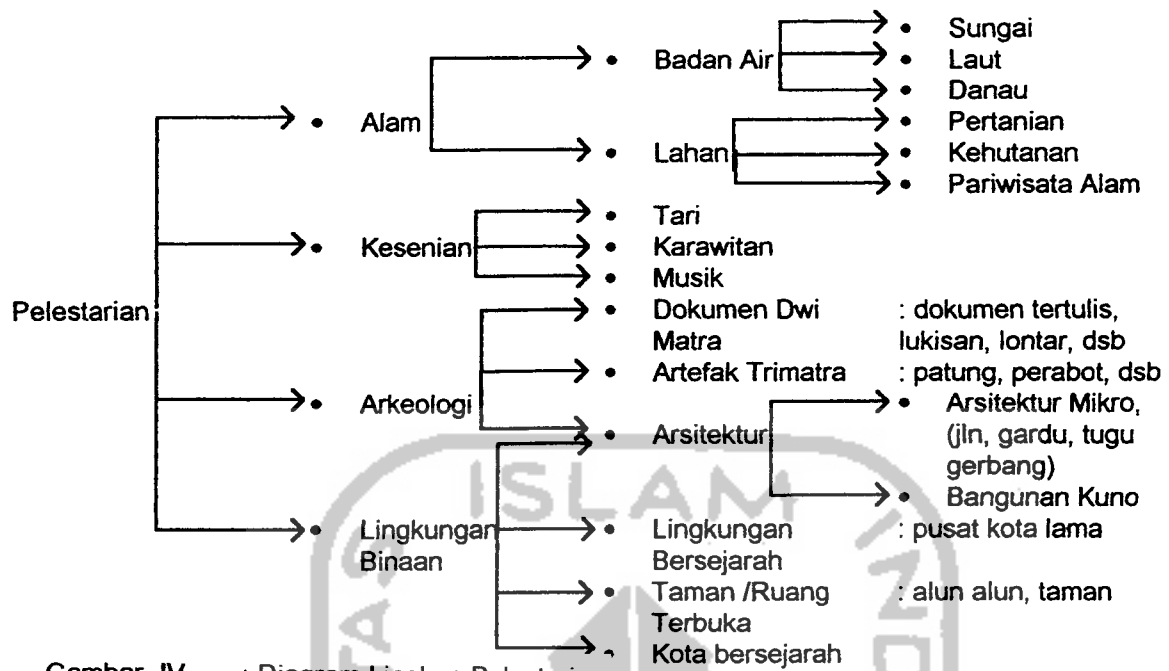 Pelestarian
• Alam
• Badan Air
• Sungai
• Laut
• Danau
• Lahan
• Pertanian
• Kehutanan
• Pariwisata Alam
• Kesenian
• Tari
• Karawitan
• Musik
• Arkeologi
• Dokumen Dwi : dokumen tertulis,
Matra lukisan, lontar, dsb
• Artefak Trimatra : patung, perabot, dsb
• Arsitektur
• Arsitektur Mikro,
(jln, gardu, tugu
gerbang)
• Bangunan Kuno
• Lingkungan
Binaan
• Lingkungan : pusat kota lama
Bersejarah
• Taman /Ruang : alun alun, taman
Terbuka
• Kota bersejarah
ISLAM
Gambar IV : Diagram